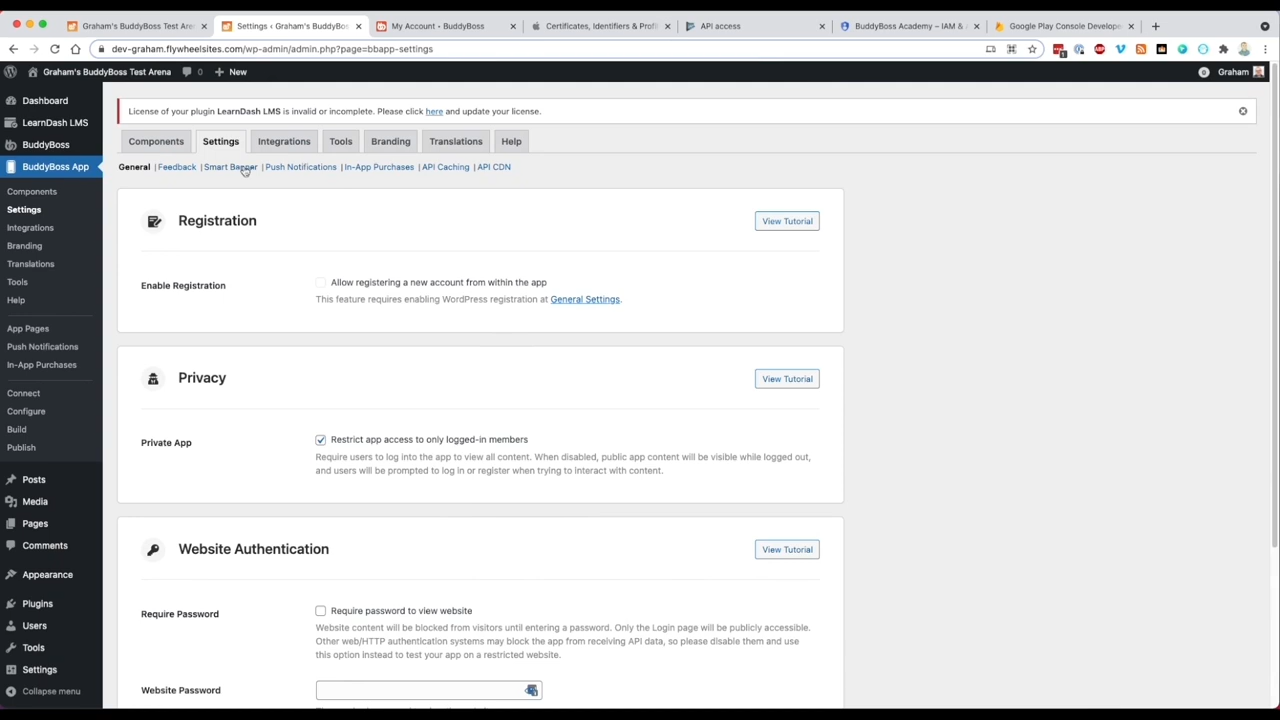 Graham's BuddyBoss Test Aren
Settings ‹ Graham's BuddyBos
My Account - BuddyBoss
Certificates, Identifiers & Profi
API access
BuddyBoss Academy – IAM & A
Google Play Console Develope
dev-graham.flywheelsites.com/wp-admin/admin.php?page=bbapp-settings
Graham's BuddyBoss Test Arena 0 New
0 Graham
Dashboard
LearnDash LMS
BuddyBoss
BuddyBoss App
Components
Settings
Integrations
Branding
Translations
Tools
Help
App Pages
Push Notifications
In-App Purchases
Connect
Configure
Build
Publish
Posts
Media
Pages
Comments
Appearance
Plugins
Users
Tools
Settings
Collapse menu
License of your plugin LearnDash LMS is invalid or incomplete. Please click here and update your license.
Components Settings Integrations Tools Branding Translations Help
General | Feedback | Smart Banner | Push Notifications | In-App Purchases | API Caching | API CDN
Registration
View Tutorial
Enable Registration
Allow registering a new account from within the app
This feature requires enabling WordPress registration at General Settings.
Privacy
View Tutorial
Private App
Restrict app access to only logged-in members
Require users to log into the app to view all content. When disabled, public app content will be visible while logged out,
and users will be prompted to log in or register when trying to interact with content.
Website Authentication
View Tutorial
Require Password
Require password to view website
Website content will be blocked from visitors until entering a password. Only the Login page will be publicly accessible.
Other web/HTTP authentication systems may block the app from receiving API data, so please disable them and use
this option instead to test your app on a restricted website.
Website Password